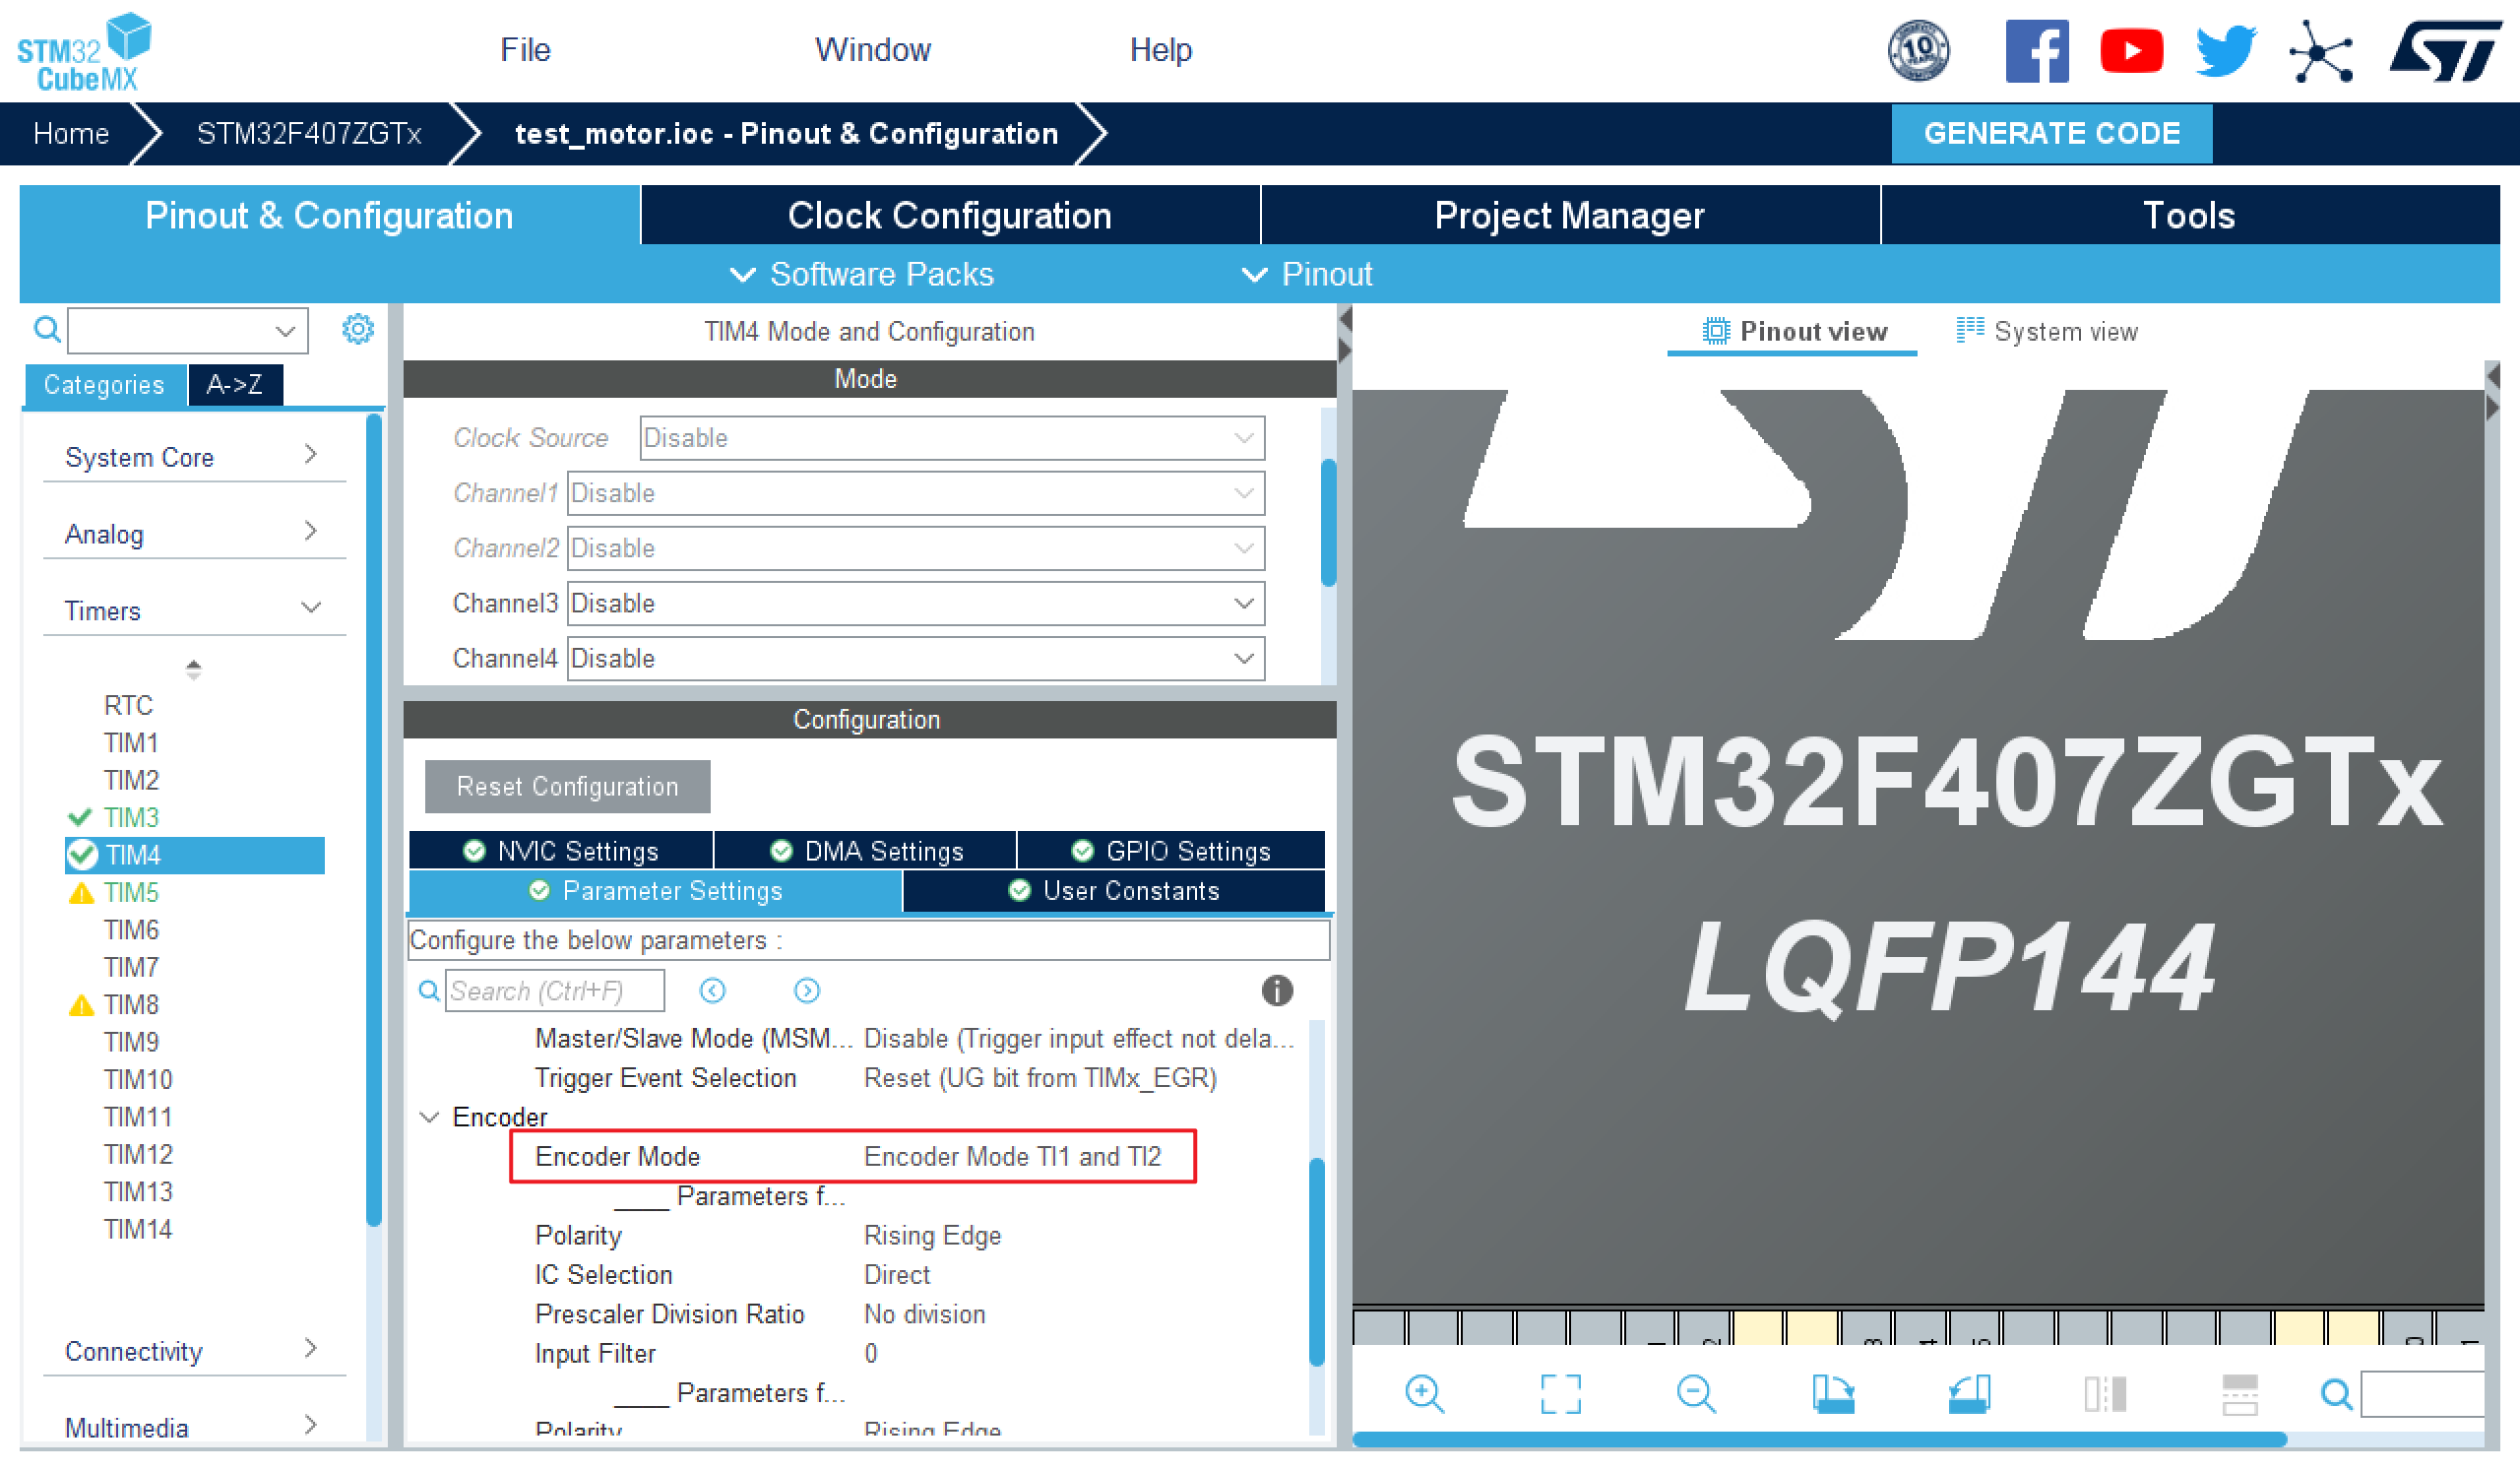 STM32
CubeMX
File
Window
Help
10
YEARS
ST
Home
STM32F407ZGTx
test_motor.ioc - Pinout & Configuration
GENERATE CODE
Pinout & Configuration
Clock Configuration
Project Manager
Tools
Software Packs
Pinout
Categories
A->Z
System Core
Analog
Timers
RTC
TIM1
TIM2
TIM3
TIM4
TIM5
TIM6
TIM7
TIM8
TIM9
TIM10
TIM11
TIM12
TIM13
TIM14
Connectivity
Multimedia
TIM4 Mode and Configuration
Mode
Clock Source Disable
Channel1 Disable
Channel2 Disable
Channel3 Disable
Channel4 Disable
Configuration
Reset Configuration
NVIC Settings
DMA Settings
GPIO Settings
Parameter Settings
User Constants
Configure the below parameters :
Search (Ctrl+F)
Master/Slave Mode (MSM... Disable (Trigger input effect not dela...
Trigger Event Selection Reset (UG bit from TIMx_EGR)
Encoder
Encoder Mode Encoder Mode TI1 and TI2
____ Parameters f...
Polarity Rising Edge
IC Selection Direct
Prescaler Division Ratio No division
Input Filter 0
____ Parameters f...
Polarity Rising Edge
Pinout view
System view
STM32F407ZGTx
LQFP144